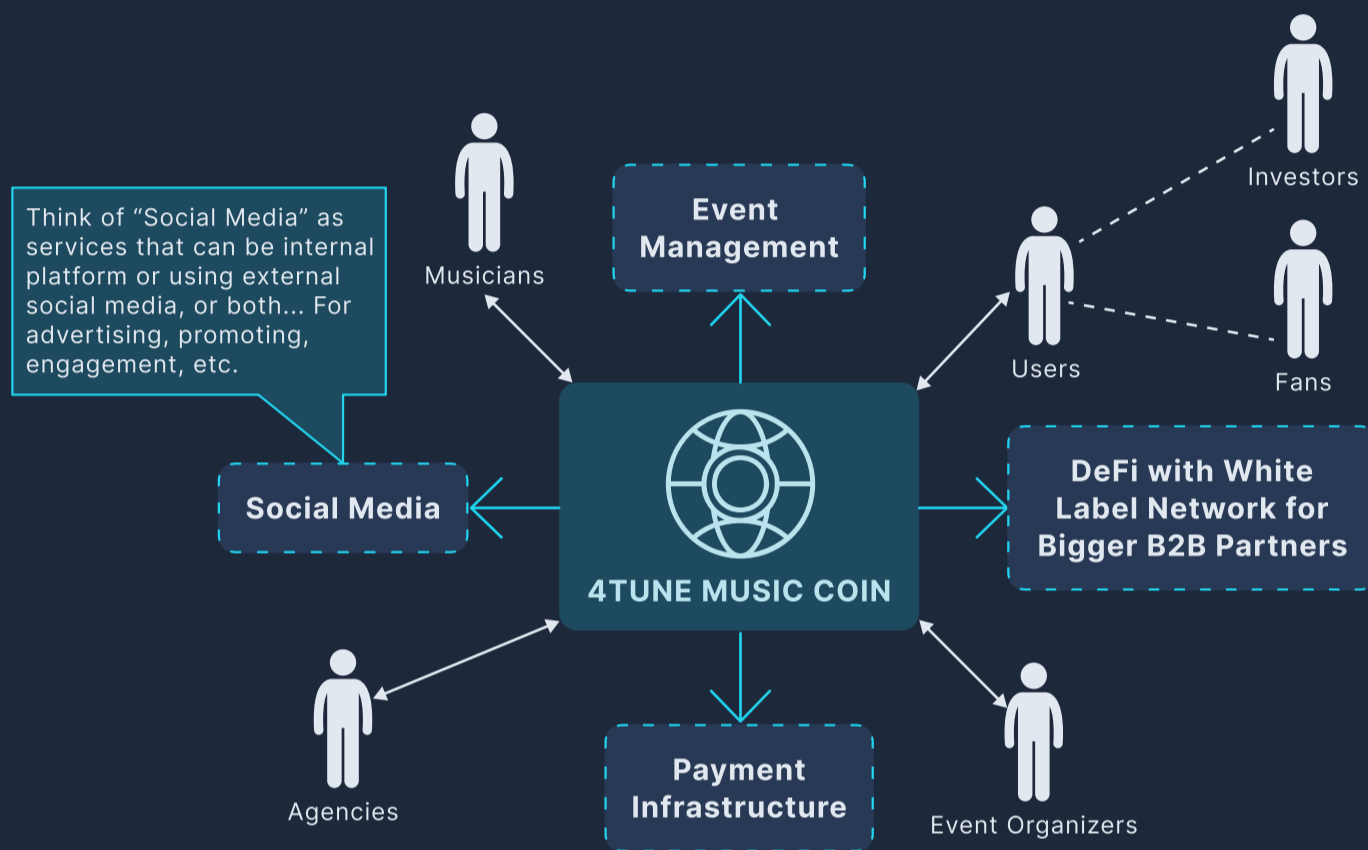 Investors
Musicians
Event
Management
Think of “Social Media” as
services that can be internal
platform or using external
social media, or both... For
advertising, promoting,
engagement, etc.
Users
Fans
Social Media
4TUNE MUSIC COIN
DeFi with White
Label Network for
Bigger B2B Partners
Agencies
Payment
Infrastructure
Event Organizers